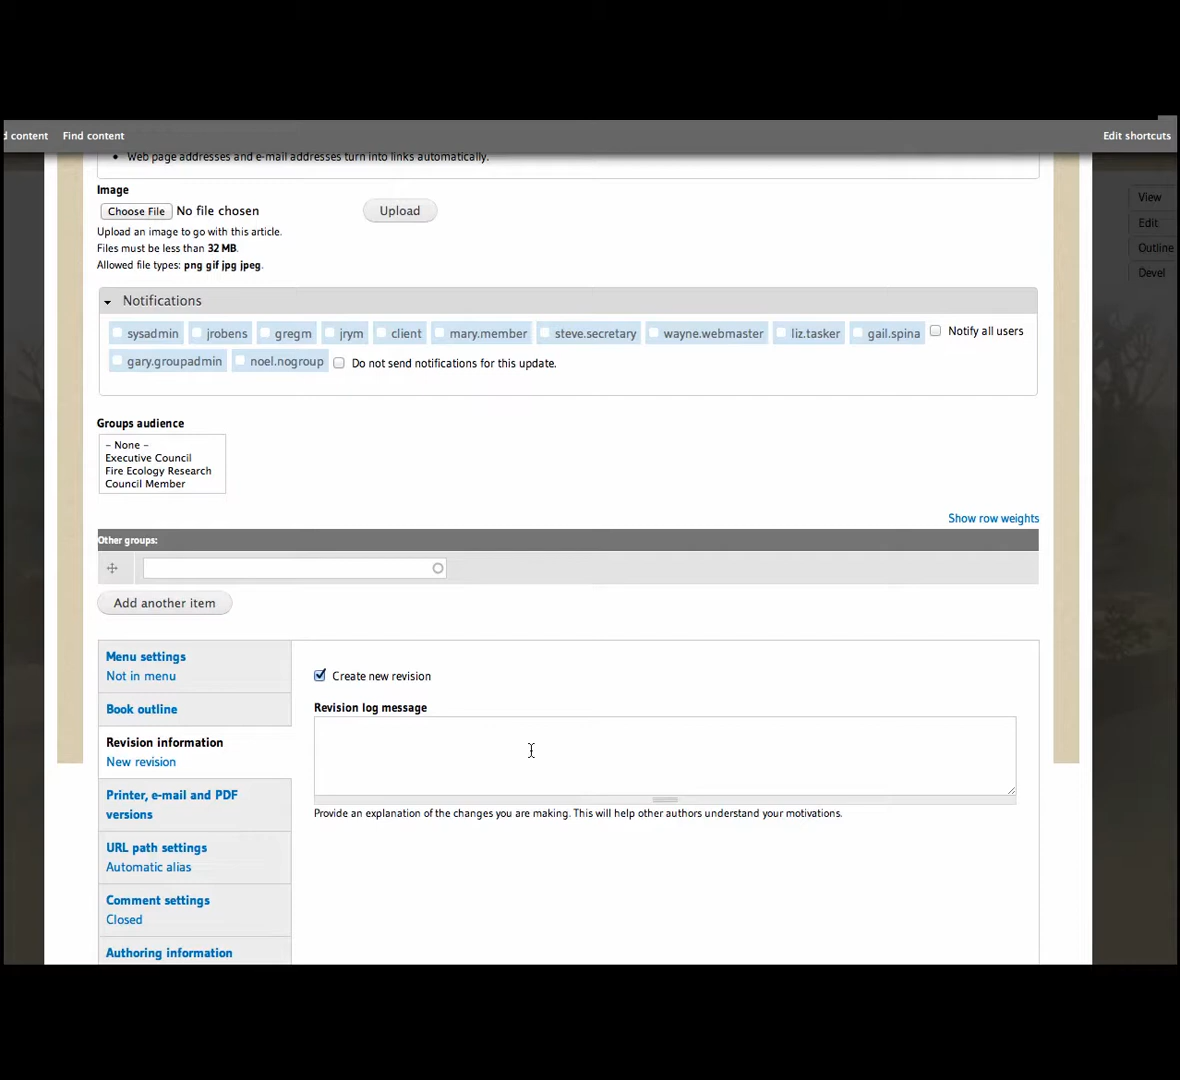 d content Find content Edit shortcuts
• Web page addresses and e-mail addresses turn into links automatically.
View
Image
Choose File No file chosen Upload
Edit
Upload an image to go with this article.
Files must be less than 32 MB.
Outline
Allowed file types: png gif jpg jpeg.
Devel
Notifications
sysadmin jrobens gregm jrym client mary.member steve.secretary wayne.webmaster liz.tasker gail.spina Notify all users
gary.groupadmin noel.nogroup Do not send notifications for this update.
Groups audience
- None -
Executive Council
Fire Ecology Research
Council Member
Show row weights
Other groups:
Add another item
Menu settings
Not in menu
Book outline
Revision information
New revision
Printer, e-mail and PDF
versions
URL path settings
Automatic alias
Comment settings
Closed
Authoring information
Create new revision
Revision log message
Provide an explanation of the changes you are making. This will help other authors understand your motivations.